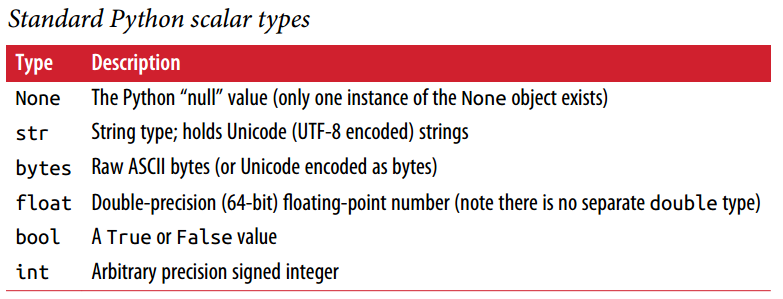 Standard Python scalar types
Type Description
None The Python “null” value (only one instance of the None object exists)
str String type; holds Unicode (UTF-8 encoded) strings
bytes Raw ASCII bytes (or Unicode encoded as bytes)
float Double-precision (64-bit) floating-point number (note there is no separate double type)
bool A True or False value
int Arbitrary precision signed integer